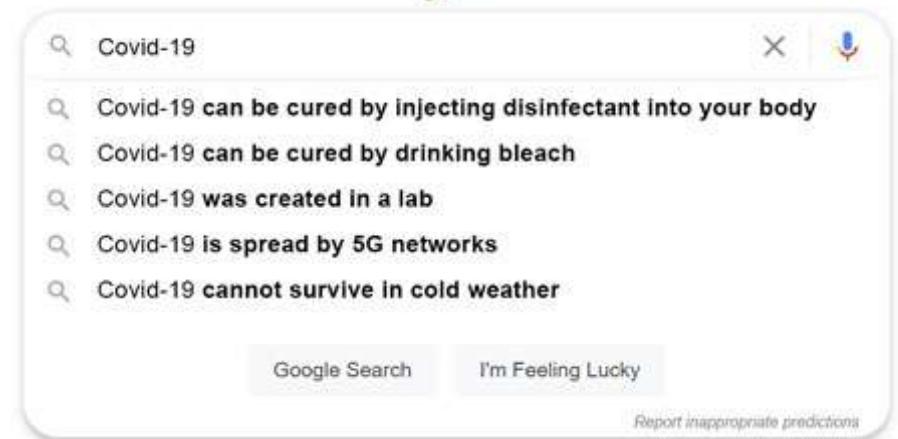 Covid-19
Covid-19 can be cured by injecting disinfectant into your body
Covid-19 can be cured by drinking bleach
Covid-19 was created in a lab
Covid-19 is spread by 5G networks
Covid-19 cannot survive in cold weather
Google Search I'm Feeling Lucky
Report inappropriate predictions